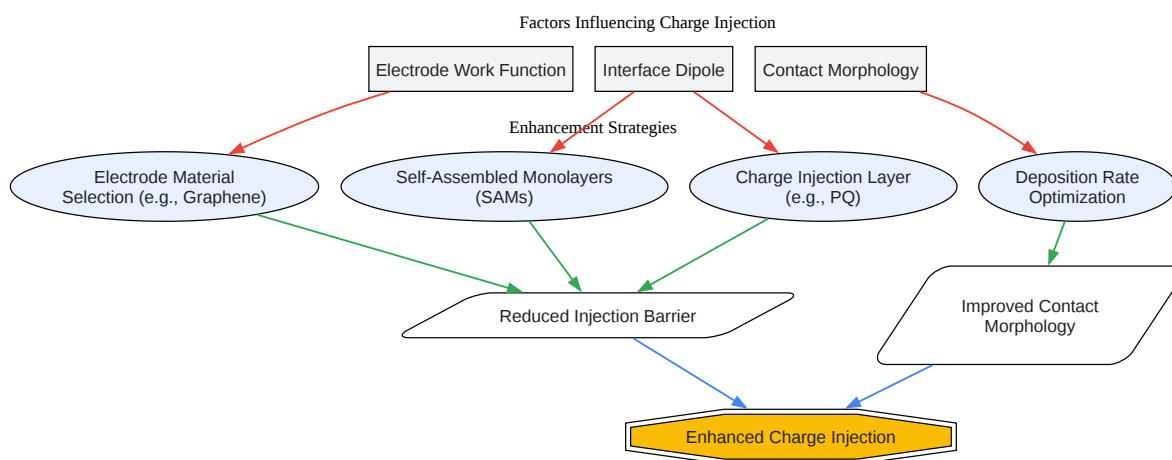 Factors Influencing Charge Injection
Electrode Work Function
Interface Dipole
Contact Morphology
Enhancement Strategies
Electrode Material
Selection (e.g., Graphene)
Self-Assembled Monolayers
(SAMs)
Charge Injection Layer
(e.g., PQ)
Deposition Rate
Optimization
Reduced Injection Barrier
Improved Contact
Morphology
Enhanced Charge Injection